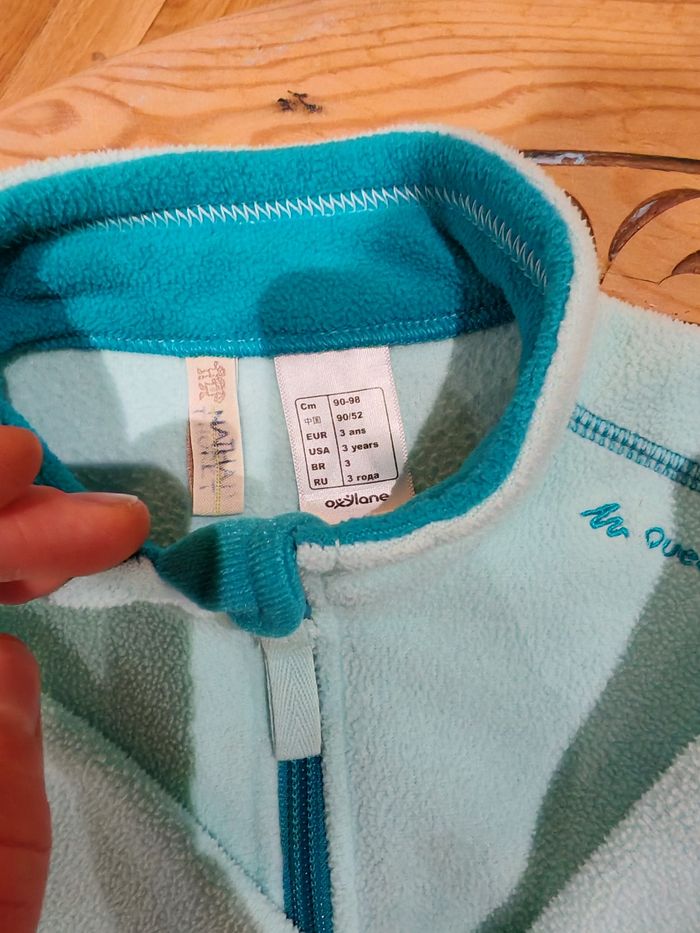 Cm 90-98
中国 90/52
EUR 3 ans
USA 3 years
BR 3
RU 3 года
oxylane